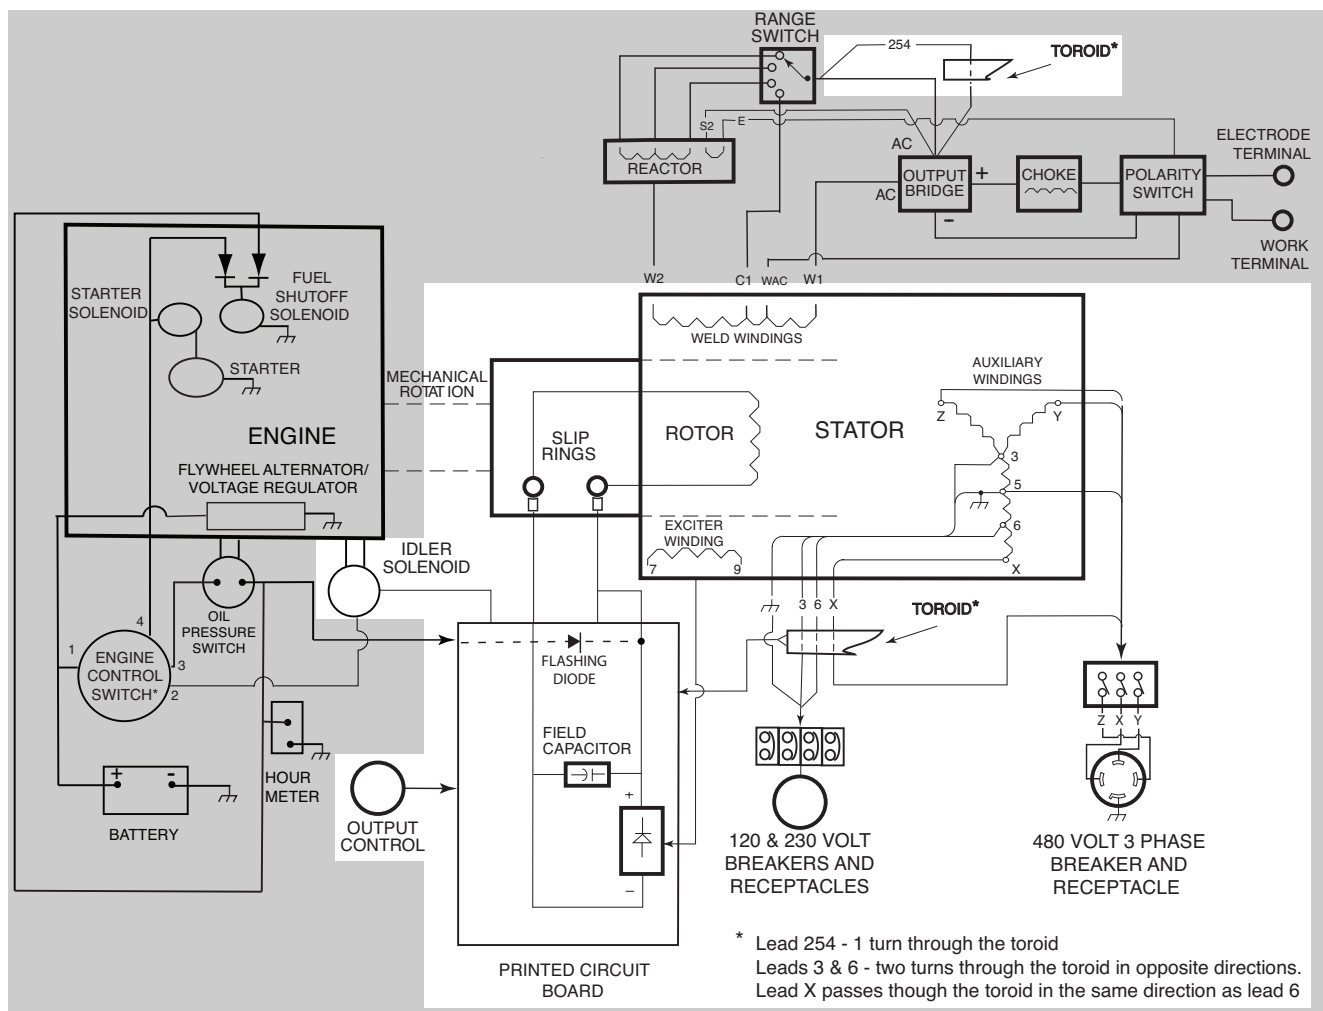 RANGE
SWITCH
254
TOROID*
S2
E
REACTOR
AC
AC
OUTPUT
BRIDGE
+
-
CHOKE
POLARITY
SWITCH
ELECTRODE
TERMINAL
WORK
TERMINAL
W2
C1
WAC
W1
WELD WINDINGS
STARTER
SOLENOID
FUEL
SHUTOFF
SOLENOID
STARTER
MECHANICAL
ROTATION
ENGINE
FLYWHEEL ALTERNATOR/
VOLTAGE REGULATOR
SLIP
RINGS
ROTOR
STATOR
AUXILIARY
WINDINGS
Z
Y
3
5
6
X
EXCITER
WINDING
7
9
IDLER
SOLENOID
OIL
PRESSURE
SWITCH
4
1
3
2
ENGINE
CONTROL
SWITCH*
3 6 X
TOROID*
FLASHING
DIODE
FIELD
CAPACITOR
+
-
HOUR
METER
+
-
BATTERY
OUTPUT
CONTROL
Z X Y
120 & 230 VOLT
BREAKERS AND
RECEPTACLES
480 VOLT 3 PHASE
BREAKER AND
RECEPTACLE
PRINTED CIRCUIT
BOARD
* Lead 254 - 1 turn through the toroid
Leads 3 & 6 - two turns through the toroid in opposite directions.
Lead X passes though the toroid in the same direction as lead 6